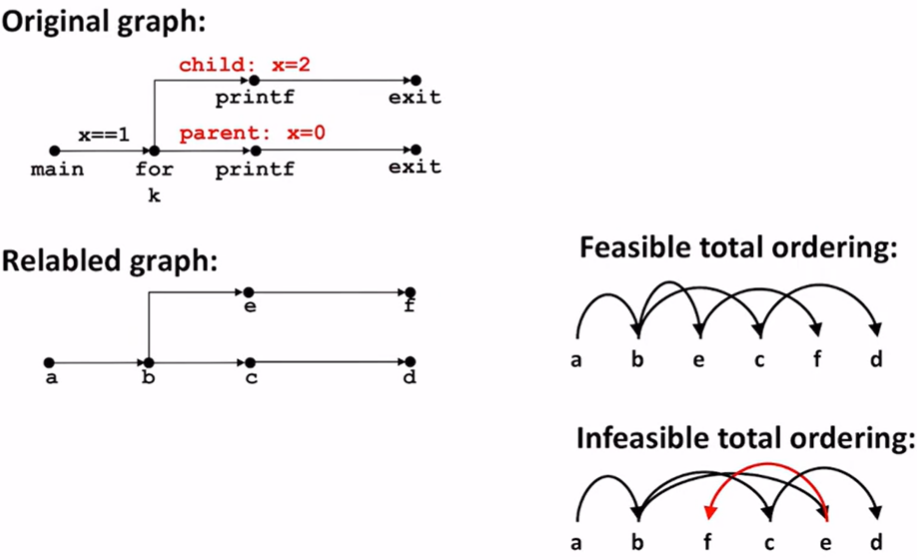 Original graph:
child: x=2
printf exit
x==1 parent: x=0
main for printf exit
k
Relabled graph:
e f
a b c d
Feasible total ordering:
a b e c f d
Infeasible total ordering:
a b f c e d